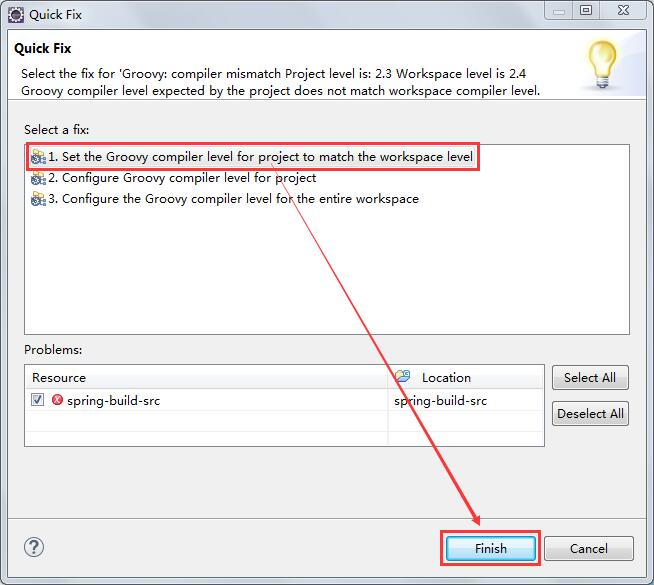 Quick Fix
Quick Fix
Select the fix for 'Groovy: compiler mismatch Project level is: 2.3 Workspace level is 2.4
Groovy compiler level expected by the project does not match workspace compiler level.
Select a fix:
1. Set the Groovy compiler level for project to match the workspace level
2. Configure Groovy compiler level for project
3. Configure the Groovy compiler level for the entire workspace
Problems:
Resource Location Select All
spring-build-src spring-build-src
Deselect All
? Finish Cancel